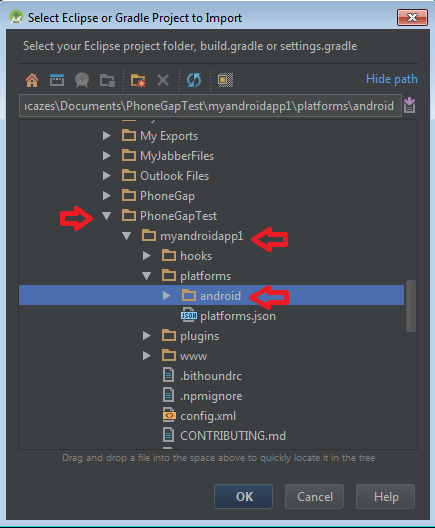 Select Eclipse or Gradle Project to Import
Select your Eclipse project folder, build.gradle or settings.gradle
Hide path
ıcazes\Documents\PhoneGapTest\myandroidapp1\platforms\android
My Exports
MyJabberFiles
Outlook Files
PhoneGap
PhoneGapTest
myandroidapp1
hooks
platforms
android
JSON platforms.json
plugins
www
.bithoundrc
.npmignore
config.xml
CONTRIBUTING.md
Drag and drop a file into the space above to quickly locate it in the tree
OK Cancel Help